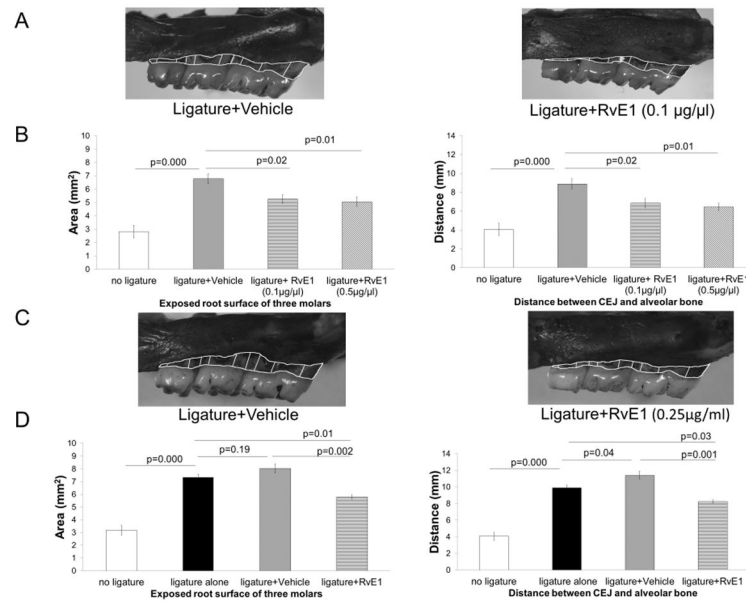 A
Ligature+Vehicle
Ligature+RvE1 (0.1 µg/µl)
B
Area (mm²)
10
9
8
7
6
5
4
3
2
1
0
p=0.01
p=0.000
p=0.02
no ligature
ligature+Vehicle
ligature+ RvE1
(0.1µg/µl)
ligature+RvE1
(0.5µg/µl)
Exposed root surface of three molars
Distance (mm)
14
12
10
8
6
4
2
0
p=0.01
p=0.000
p=0.02
no ligature
ligature+Vehicle
ligature+ RvE1
(0.1µg/µl)
ligature+RvE1
(0.5µg/µl)
Distance between CEJ and alveolar bone
C
Ligature+Vehicle
Ligature+RvE1 (0.25µg/ml)
D
Area (mm²)
10
9
8
7
6
5
4
3
2
1
0
p=0.01
p=0.000
p=0.19
p=0.002
no ligature
ligature alone
ligature+Vehicle
ligature+RvE1
Exposed root surface of three molars
Distance (mm)
14
12
10
8
6
4
2
0
p=0.03
p=0.000
p=0.04
p=0.001
no ligature
ligature alone
ligature+Vehicle
ligature+RvE1
Distance between CEJ and alveolar bone